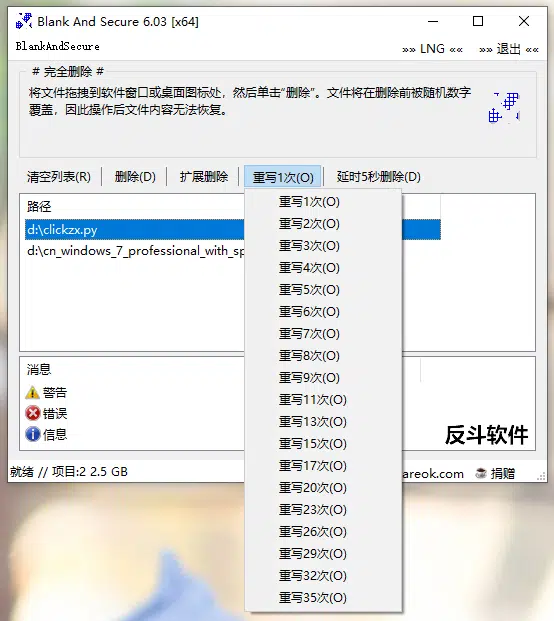 Blank And Secure 6.03 [x64]
BlankAndSecure
»» LNG «« »» 退出 ««
# 完全删除 #
将文件拖拽到软件窗口或桌面图标处，然后单击“删除”。文件将在删除前被随机数字
覆盖，因此操作后文件内容无法恢复。
清空列表(R) 删除(D) 扩展删除 重写1次(O) 延时5秒删除(D)
路径
d:\clickzx.py
d:\cn_windows_7_professional_with_sp
重写1次(O)
重写2次(O)
重写3次(O)
重写4次(O)
重写5次(O)
重写6次(O)
重写7次(O)
重写8次(O)
重写9次(O)
重写11次(O)
重写13次(O)
重写15次(O)
重写17次(O)
重写20次(O)
重写23次(O)
重写26次(O)
重写29次(O)
重写32次(O)
重写35次(O)
消息
警告
错误
信息
反斗软件
就绪 // 项目:2 2.5 GB
areok.com 捐赠